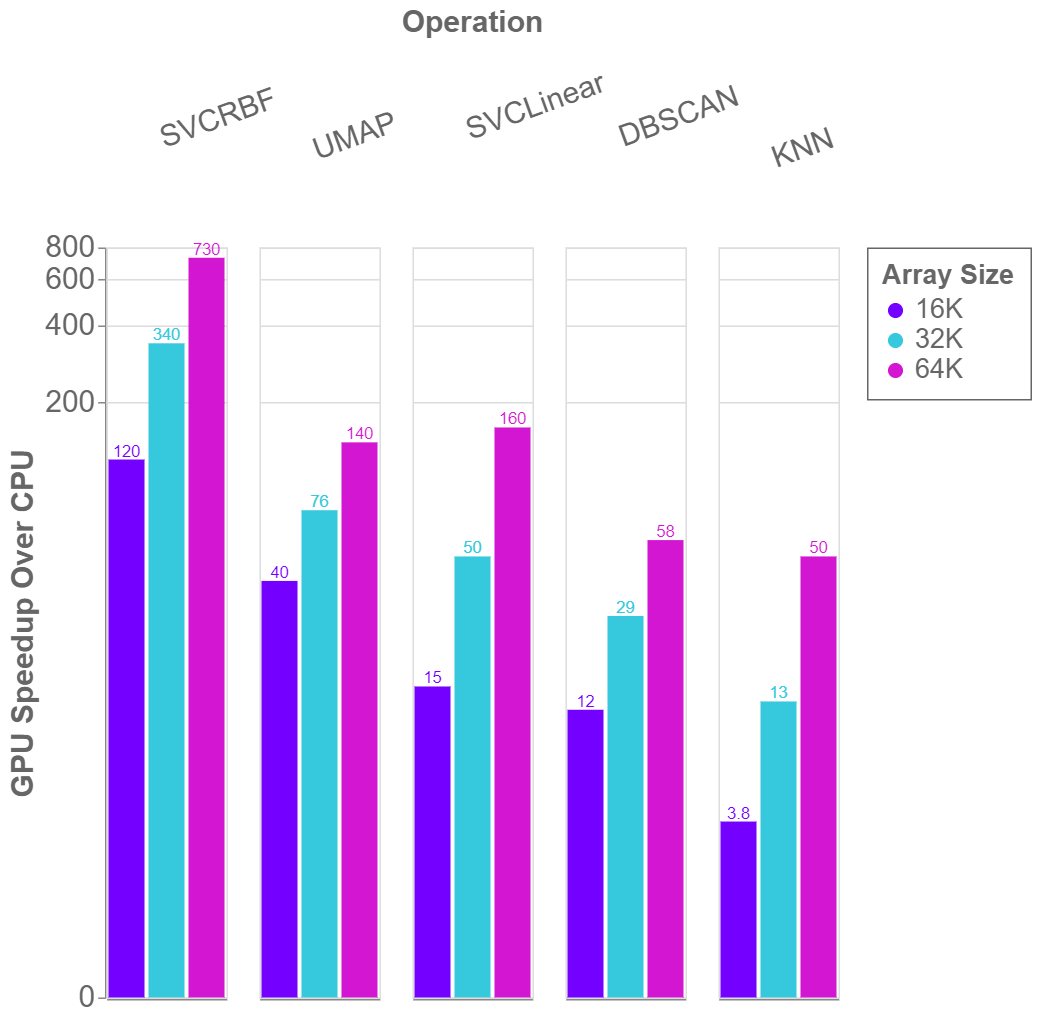 Operation
SVCRBF
UMAP
SVCLinear
DBSCAN
KNN
800
600
400
200
0
GPU Speedup Over CPU
120
340
730
40
76
140
15
50
160
12
29
58
3.8
13
50
Array Size
16K
32K
64K